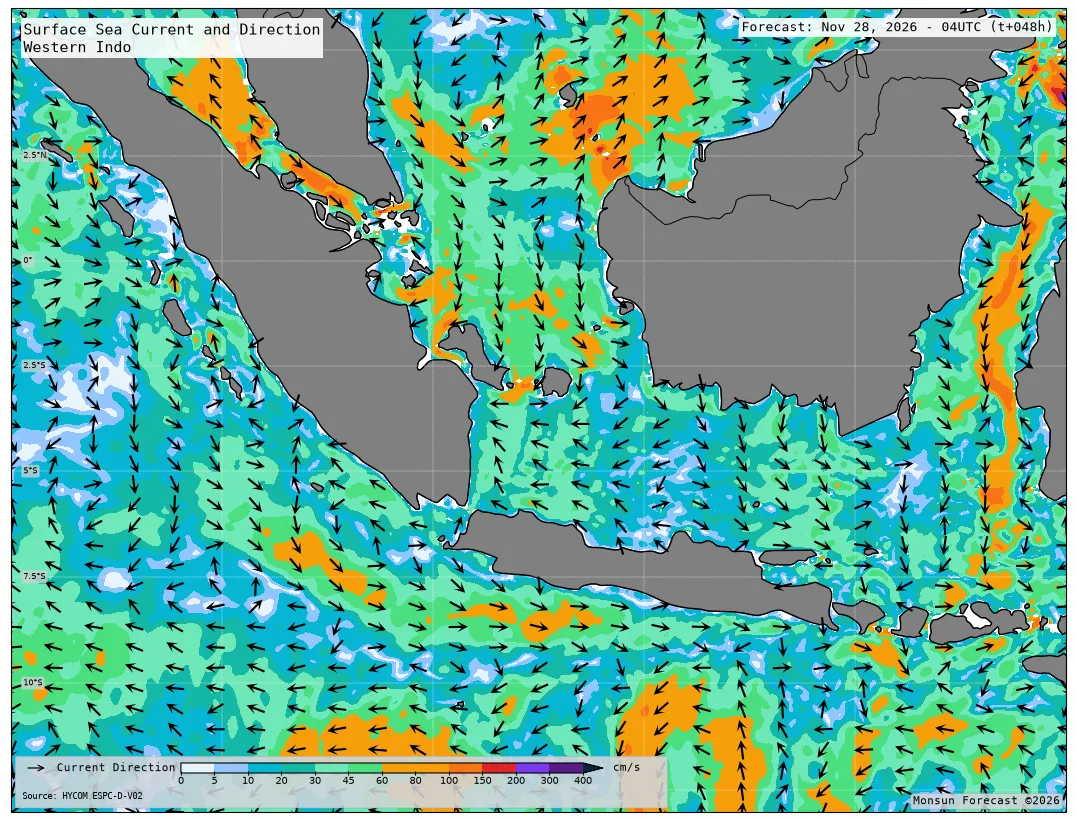 Surface Sea Current and Direction
Western Indo
Forecast: Nov 28, 2026 - 04UTC (t+048h)
2.5°N
0°
2.5°S
5°S
7.5°S
10°S
Current Direction
0 5 10 20 30 45 60 80 100 150 200 300 400
cm/s
Source: HYCOM ESPC-D-V02
Monsun Forecast ©2026